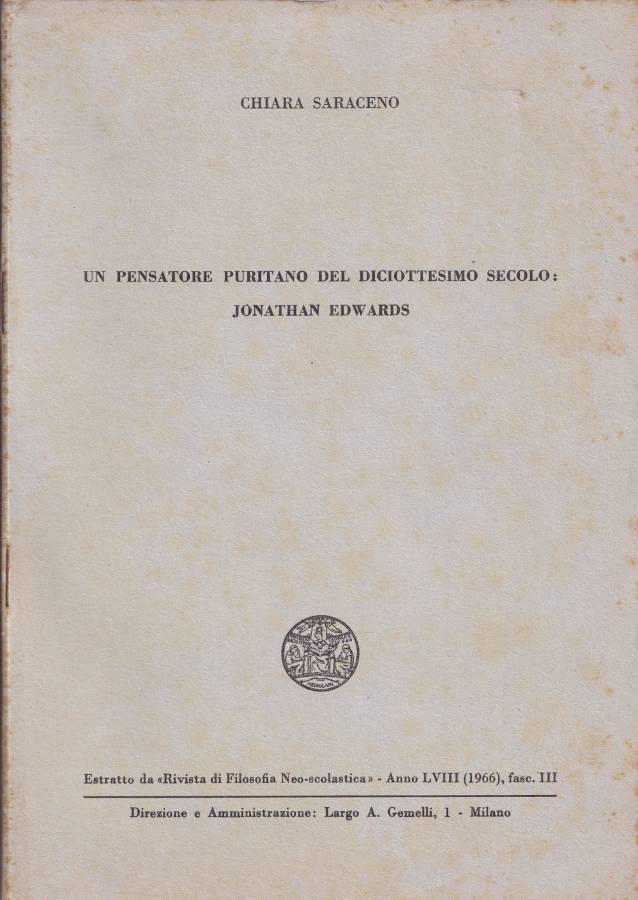 CHIARA SARACENO
UN PENSATORE PURITANO DEL DICIOTTESIMO SECOLO:
JONATHAN EDWARDS
MEDIOLANI
Estratto da «Rivista di Filosofia Neo-scolastica» - Anno LVIII (1966), fasc. III
Direzione e Amministrazione: Largo A. Gemelli, 1 - Milano